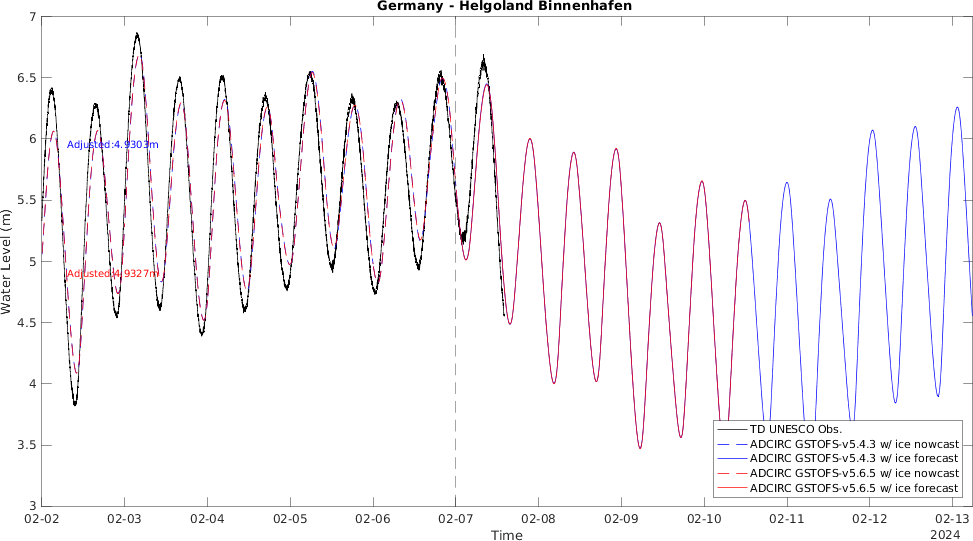 Germany - Helgoland Binnenhafen
7
6.5
6
5.5
5
4.5
4
3.5
3
Water Level (m)
Adjusted:4.9303m
Adjusted:4.9327m
TD UNESCO Obs.
ADCIRC GSTOFS-v5.4.3 w/ ice nowcast
ADCIRC GSTOFS-v5.4.3 w/ ice forecast
ADCIRC GSTOFS-v5.6.5 w/ ice nowcast
ADCIRC GSTOFS-v5.6.5 w/ ice forecast
02-02 02-03 02-04 02-05 02-06 02-07 02-08 02-09 02-10 02-11 02-12 02-13
Time
2024